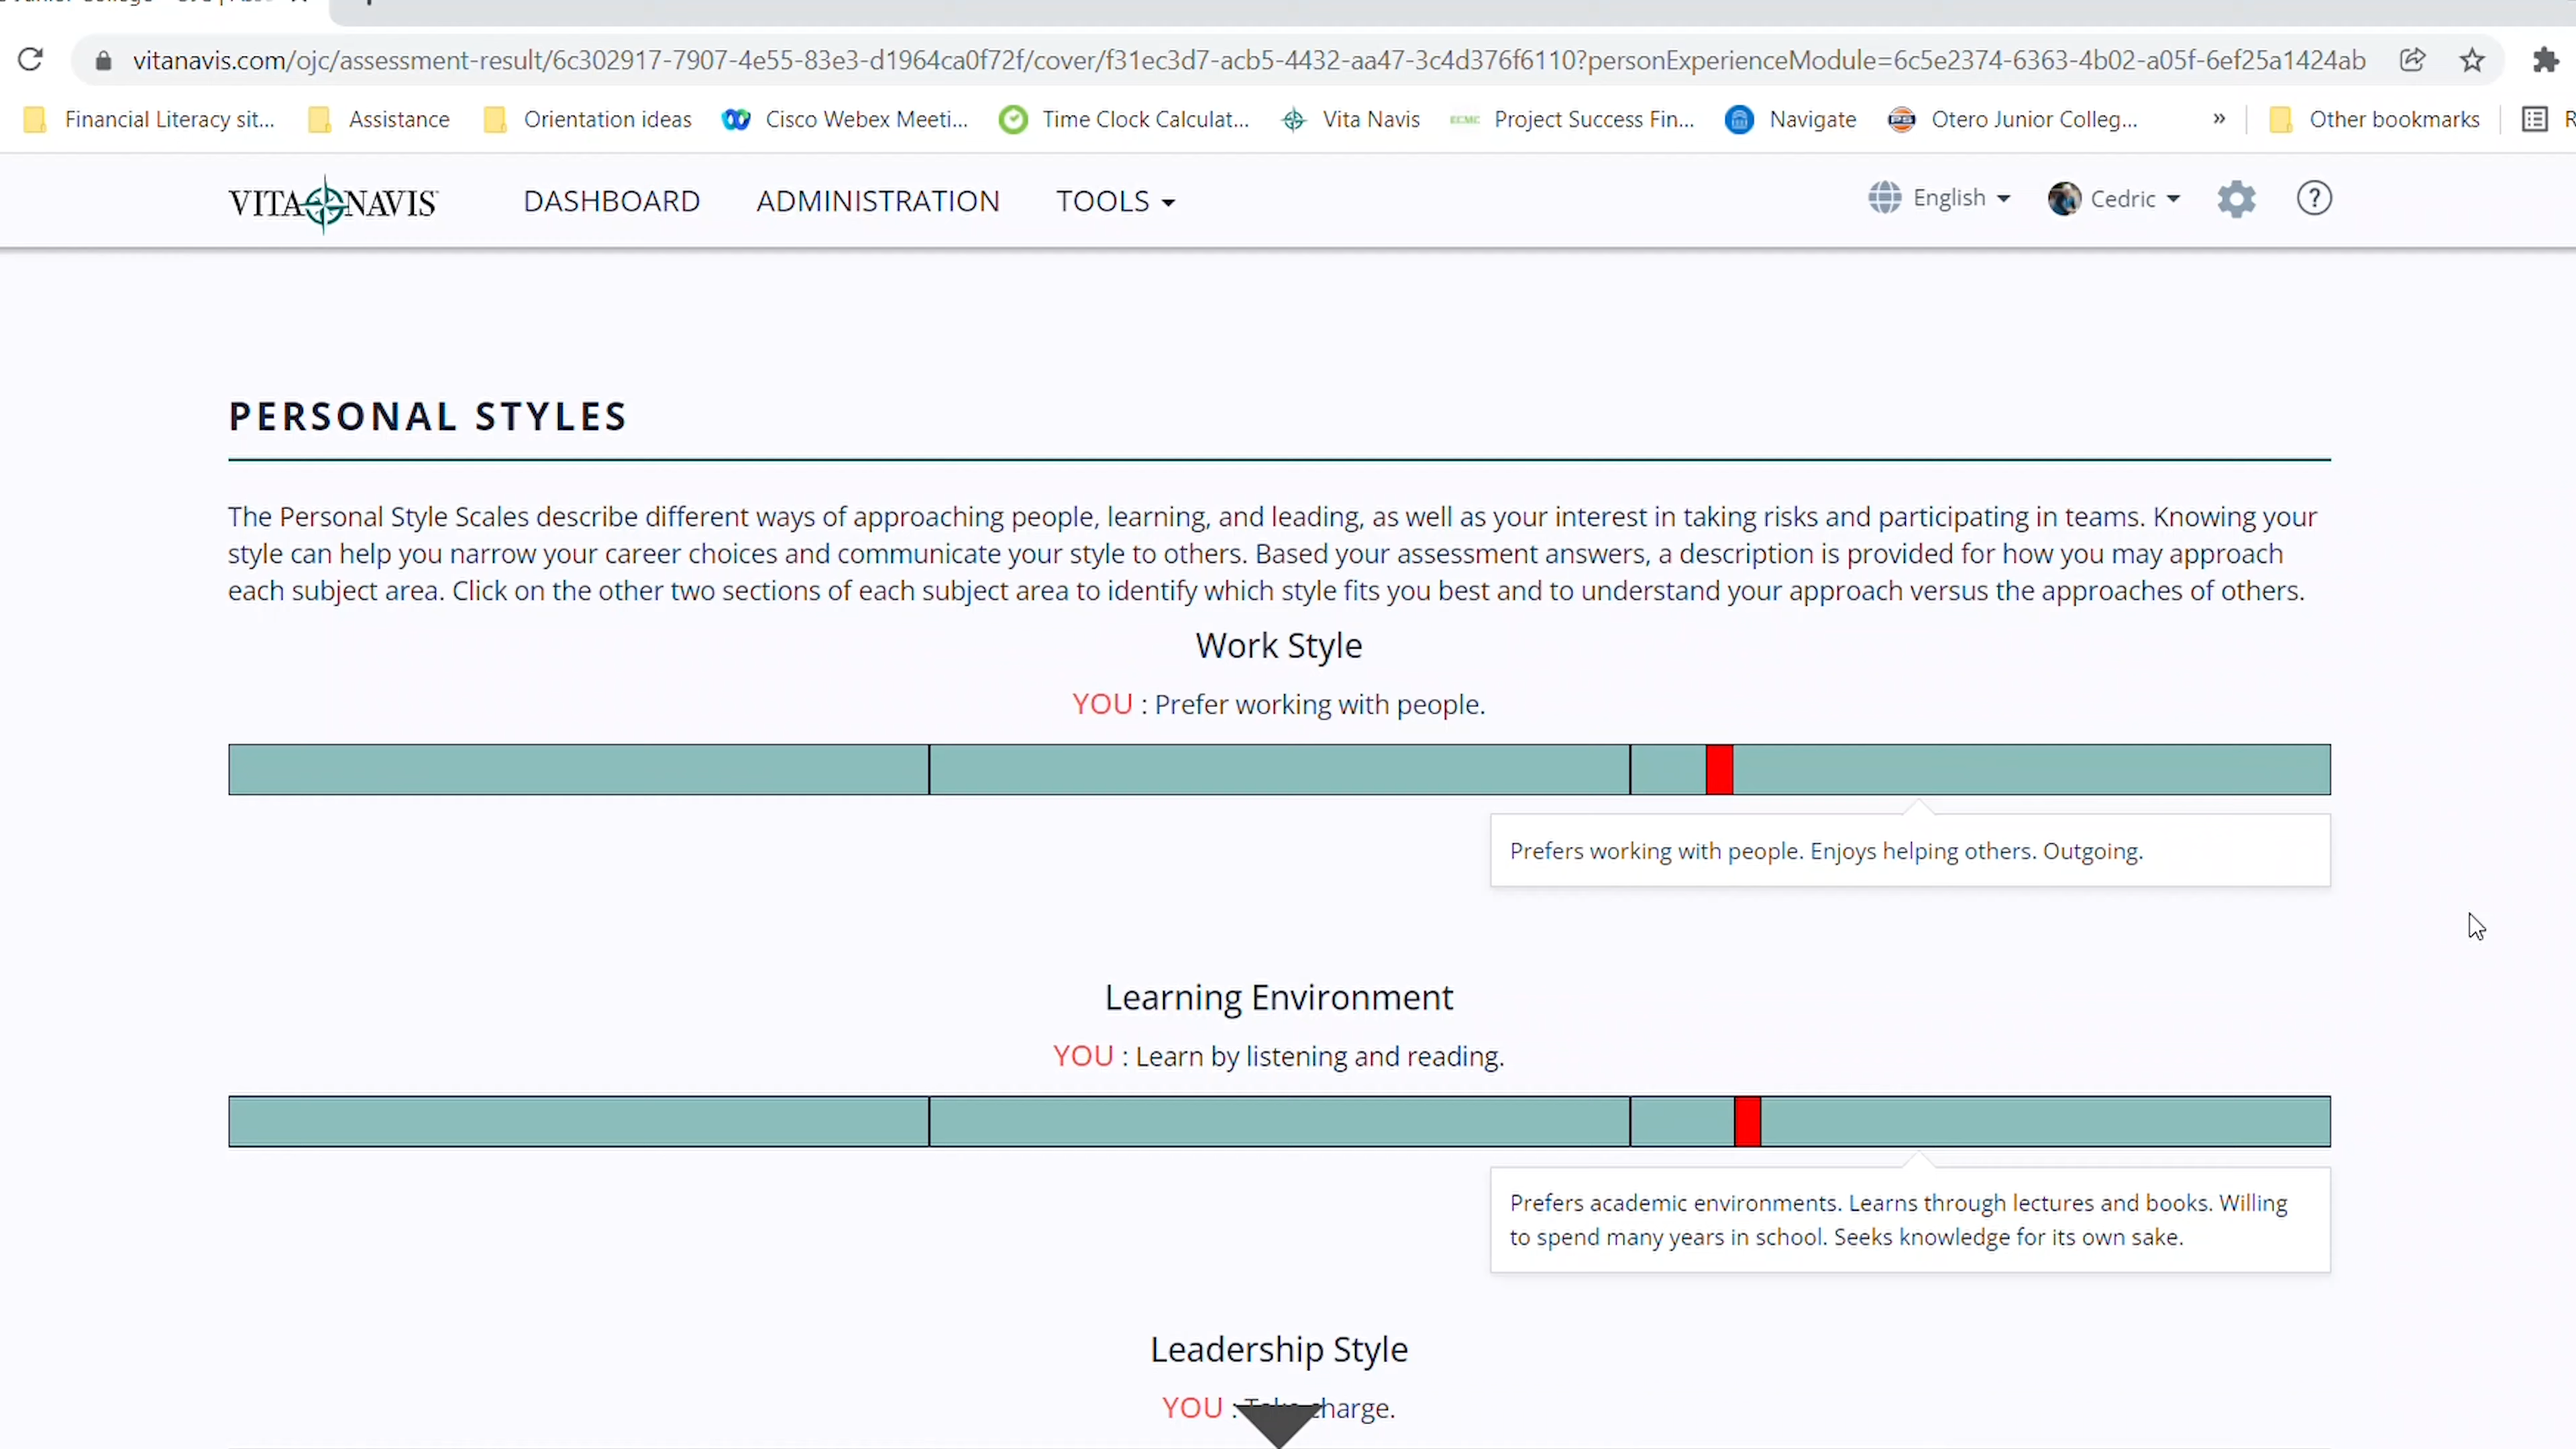 vitanavis.com/ojc/assessment-result/6c302917-7907-4e55-83e3-d1964ca0f72f/cover/f31ec3d7-acb5-4432-aa47-3c4d376f6110?personExperienceModule=6c5e2374-6363-4b02-a05f-6ef25a1424ab
Financial Literacy sit... Assistance Orientation ideas Cisco Webex Meeti... Time Clock Calculat... Vita Navis ECMC Project Success Fin... Navigate Otero Junior Colleg... » Other bookmarks
VITA NAVIS DASHBOARD ADMINISTRATION TOOLS English Cedric ?
PERSONAL STYLES
The Personal Style Scales describe different ways of approaching people, learning, and leading, as well as your interest in taking risks and participating in teams. Knowing your
style can help you narrow your career choices and communicate your style to others. Based your assessment answers, a description is provided for how you may approach
each subject area. Click on the other two sections of each subject area to identify which style fits you best and to understand your approach versus the approaches of others.
Work Style
YOU : Prefer working with people.
Prefers working with people. Enjoys helping others. Outgoing.
Learning Environment
YOU : Learn by listening and reading.
Prefers academic environments. Learns through lectures and books. Willing
to spend many years in school. Seeks knowledge for its own sake.
Leadership Style
YOU : Take charge.